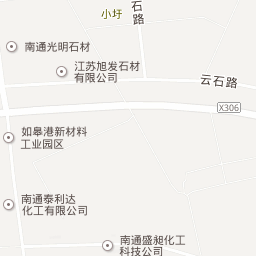 小圩
石
路
南通光明石材
江苏旭发石材
有限公司
云石路
X306
如皋港新材料
工业园区
南通泰利达
化工有限公司
南通盛昶化工
科技公司